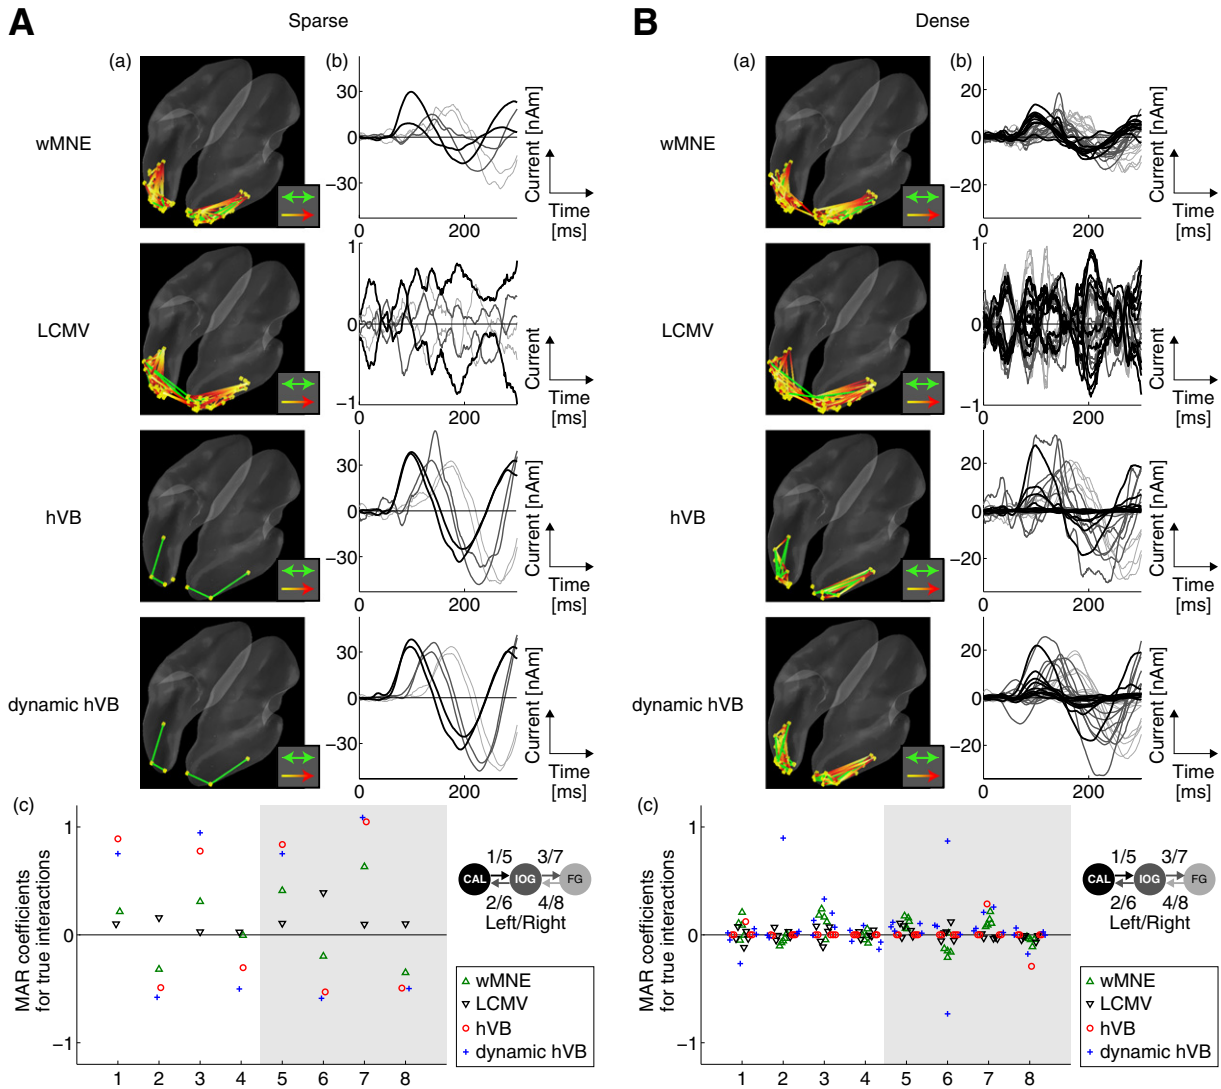 A
Sparse
(a)
(b)
wMNE
30
0
−30
0
200
Current [nAm]
Time
[ms]
LCMV
1
0
−1
0
200
Current
Time
[ms]
hVB
30
0
−30
0
200
Current [nAm]
Time
[ms]
dynamic hVB
30
0
−30
0
200
Current [nAm]
Time
[ms]
(c)
MAR coefficients
for true interactions
1
0
−1
1 2 3 4 5 6 7 8
1/5 3/7
CAL IOG FG
2/6 4/8
Left/Right
wMNE
LCMV
hVB
dynamic hVB
B
Dense
(a)
(b)
wMNE
20
0
−20
0
200
Current [nAm]
Time
[ms]
LCMV
1
0
−1
0
200
Current
Time
[ms]
hVB
20
0
−20
0
200
Current [nAm]
Time
[ms]
dynamic hVB
20
0
−20
0
200
Current [nAm]
Time
[ms]
(c)
MAR coefficients
for true interactions
1
0
−1
1 2 3 4 5 6 7 8
1/5 3/7
CAL IOG FG
2/6 4/8
Left/Right
wMNE
LCMV
hVB
dynamic hVB